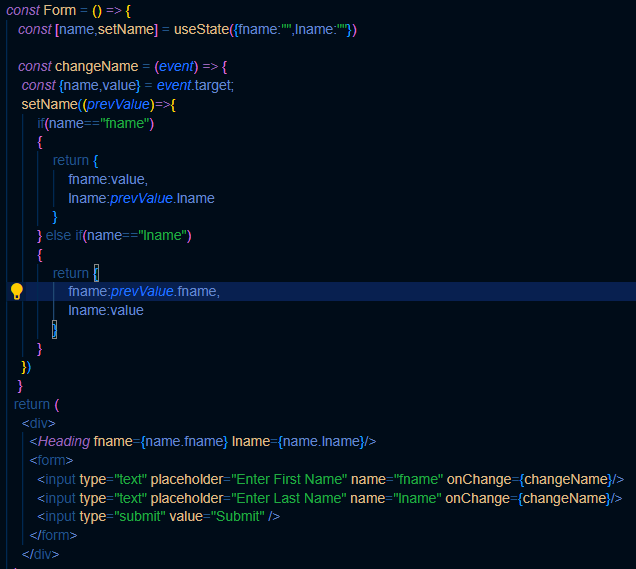 const Form = () => {
const [name,setName] = useState({fname:"",lname:""})
const changeName = (event) => {
const {name,value} = event.target;
setName((prevValue)=>{
if(name=="fname")
{
return {
fname:value,
lname:prevValue.lname
}
} else if(name=="lname")
{
return {
fname:prevValue.fname,
lname:value
}
}
})
}
return (
<div>
<Heading fname={name.fname} lname={name.lname}/>
<form>
<input type="text" placeholder="Enter First Name" name="fname" onChange={changeName}/>
<input type="text" placeholder="Enter Last Name" name="lname" onChange={changeName}/>
<input type="submit" value="Submit" />
</form>
</div>